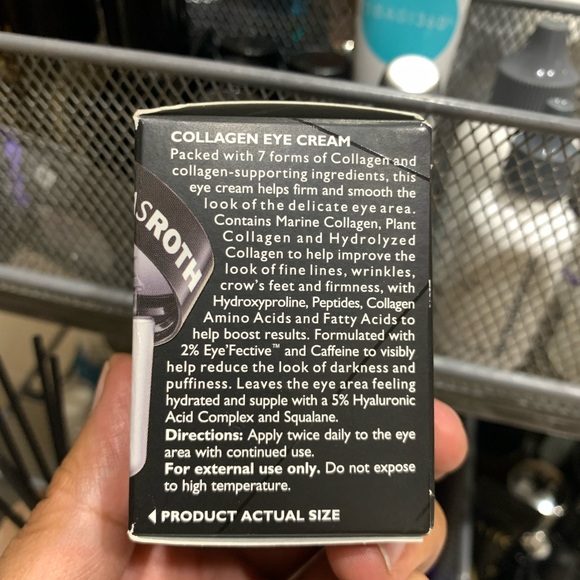 COLLAGEN EYE CREAM
Packed with 7 forms of Collagen and
collagen-supporting ingredients, this
eye cream helps firm and smooth the
look of the delicate eye area.
Contains Marine Collagen, Plant
Collagen and Hydrolyzed
Collagen to help improve the
look of fine lines, wrinkles,
crow's feet and firmness, with
Hydroxyproline, Peptides, Collagen
Amino Acids and Fatty Acids to
help boost results. Formulated with
2% Eye'Fective™ and Caffeine to visibly
help reduce the look of darkness and
puffiness. Leaves the eye area feeling
hydrated and supple with a 5% Hyaluronic
Acid Complex and Squalane.
Directions: Apply twice daily to the eye
area with continued use.
For external use only. Do not expose
to high temperature.
PRODUCT ACTUAL SIZE
ASROTH